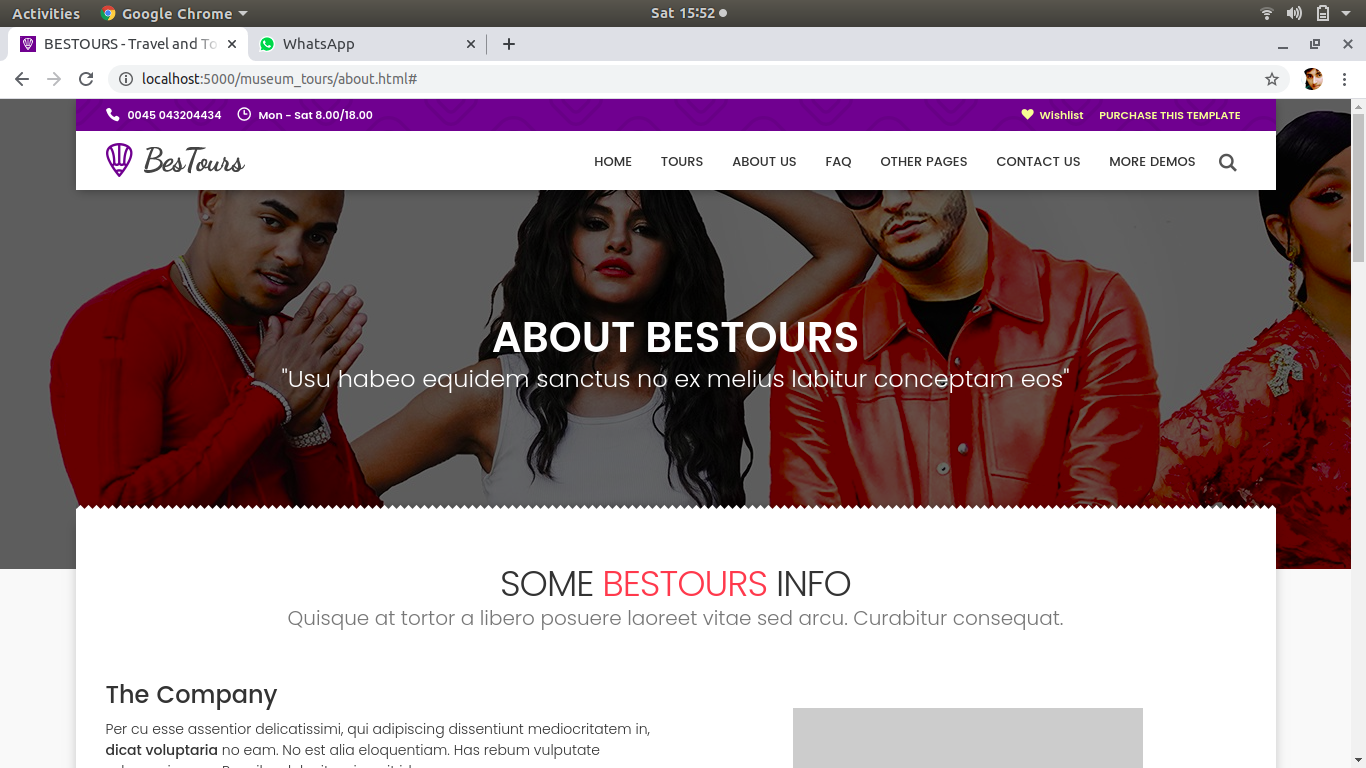 Activities Google Chrome Sat 15:52
BESTOURS - Travel and To WhatsApp
localhost:5000/museum_tours/about.html#
0045 043204434 Mon - Sat 8.00/18.00 Wishlist PURCHASE THIS TEMPLATE
BesTours HOME TOURS ABOUT US FAQ OTHER PAGES CONTACT US MORE DEMOS
ABOUT BESTOURS
"Usu habeo equidem sanctus no ex melius labitur conceptam eos"
SOME BESTOURS INFO
Quisque at tortor a libero posuere laoreet vitae sed arcu. Curabitur consequat.
The Company
Per cu esse assentior delicatissimi, qui adipiscing dissentiunt mediocritatem in,
dicat voluptaria no eam. No est alia eloquentiam. Has rebum vulputate